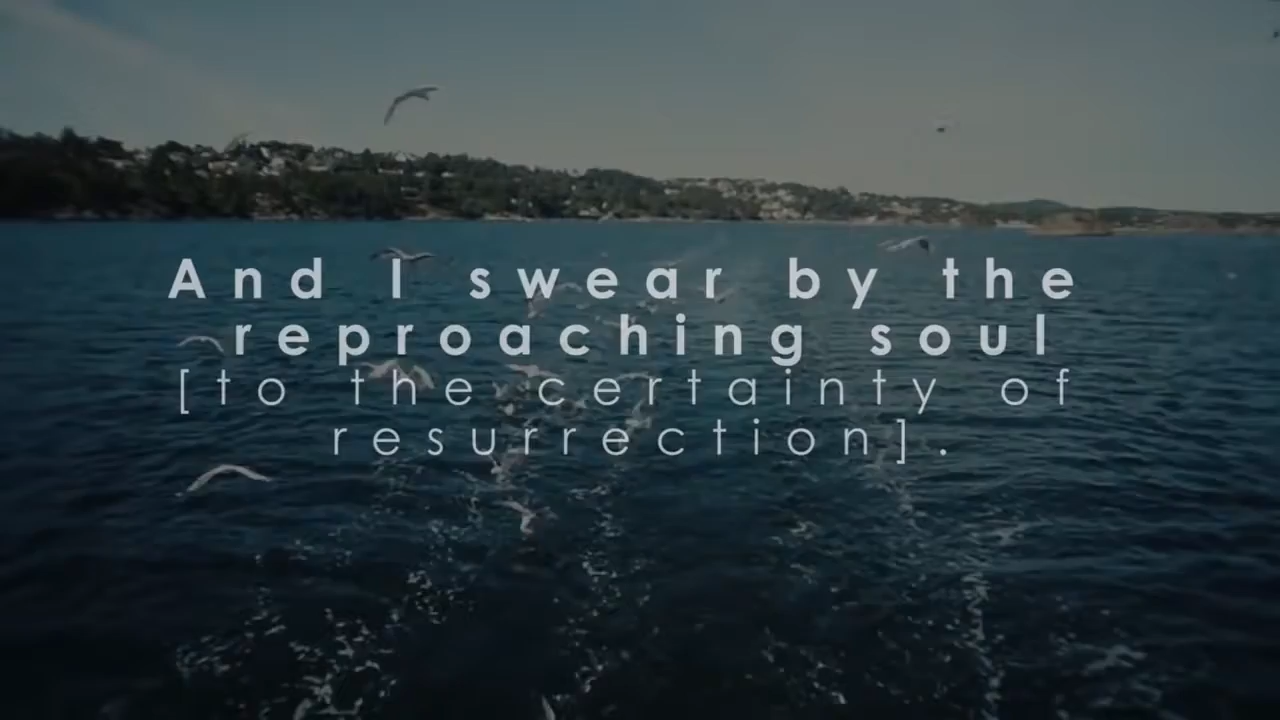 And I swear by the
reproaching soul
[to the certainty of
resurrection].